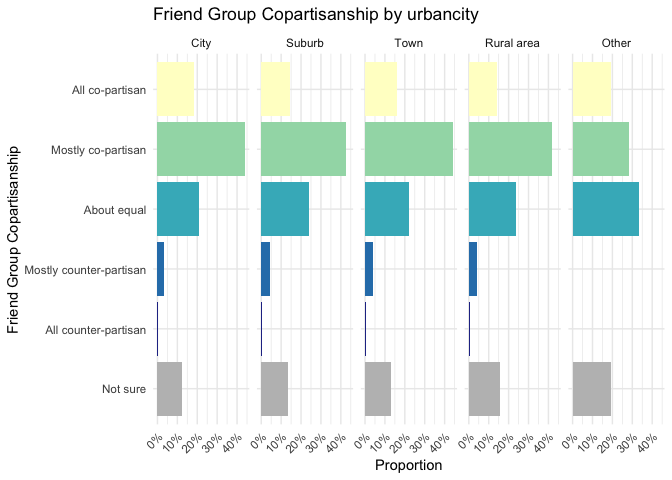 Friend Group Copartisanship by urbancity
City Suburb Town Rural area Other
Friend Group Copartisanship
All co-partisan
Mostly co-partisan
About equal
Mostly counter-partisan
All counter-partisan
Not sure
0% 10% 20% 30% 40% 0% 10% 20% 30% 40% 0% 10% 20% 30% 40% 0% 10% 20% 30% 40% 0% 10% 20% 30% 40%
Proportion